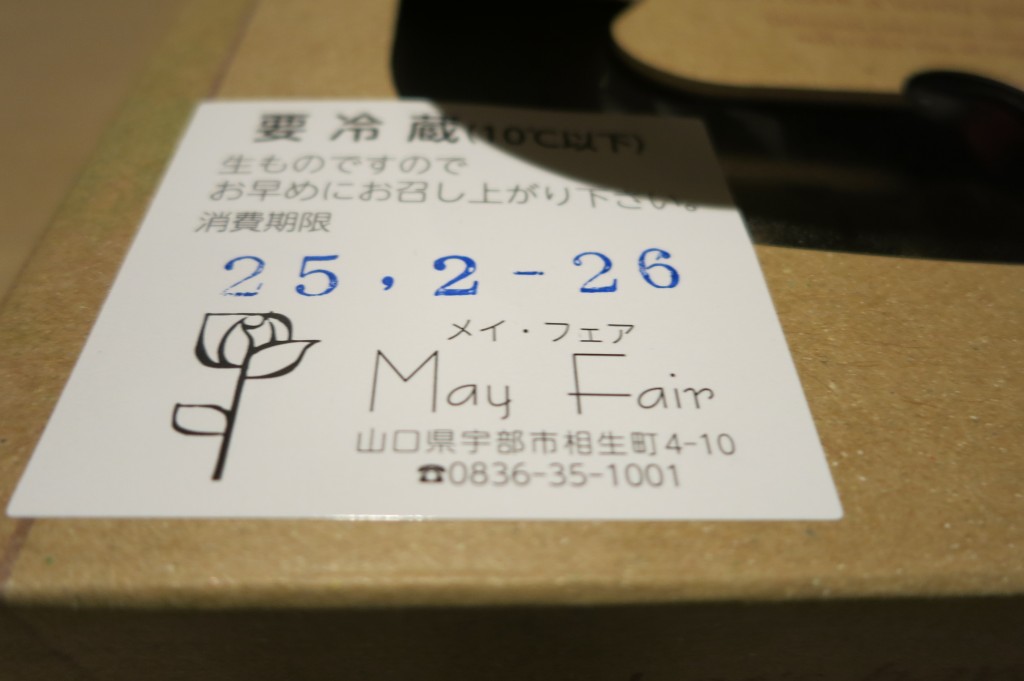 要冷蔵(10℃以下)
生ものですので
お早めにお召し上がり下さい。
消費期限
25,2-26
メイ・フェア
May Fair
山口県宇部市相生町4-10
☎0836-35-1001